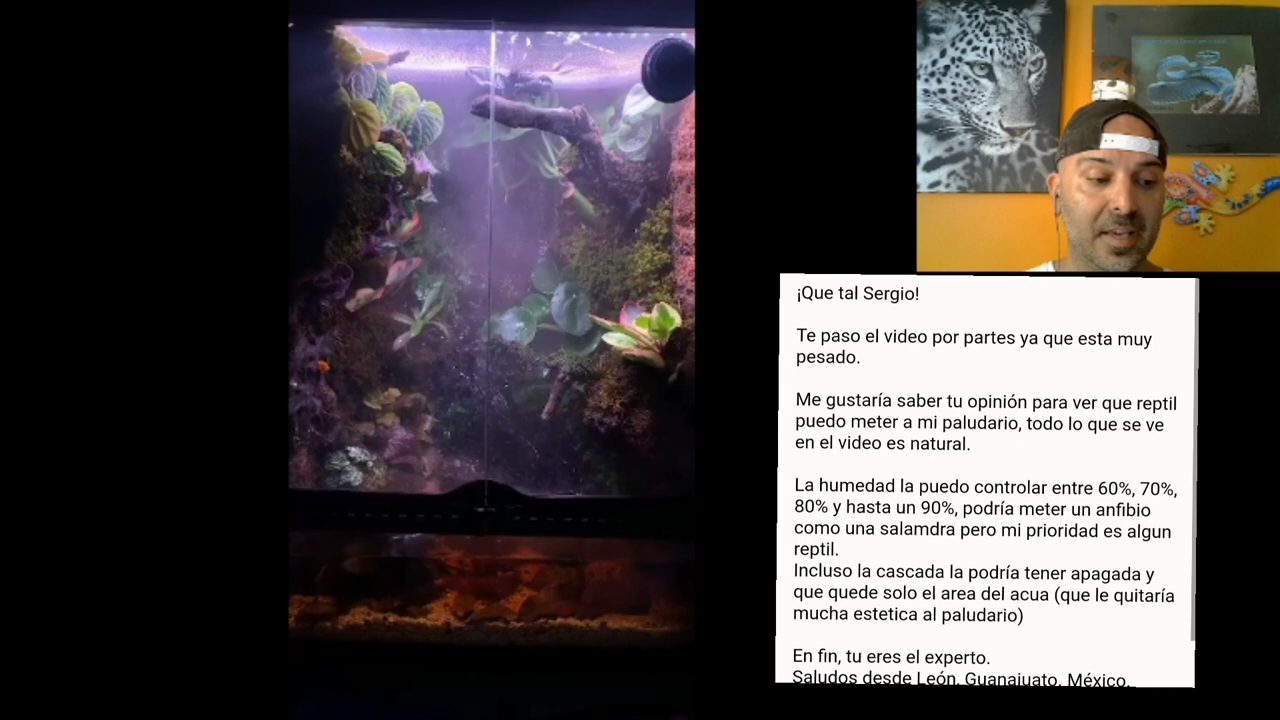 ¡Que tal Sergio!
Te paso el video por partes ya que esta muy
pesado.
Me gustaría saber tu opinión para ver que reptil
puedo meter a mi paludario, todo lo que se ve
en el video es natural.
La humedad la puedo controlar entre 60%, 70%,
80% y hasta un 90%, podría meter un anfibio
como una salamdra pero mi prioridad es algun
reptil.
Incluso la cascada la podría tener apagada y
que quede solo el area del acua (que le quitaría
mucha estetica al paludario)
En fin, tu eres el experto.
Saludos desde León, Guanajuato, México.